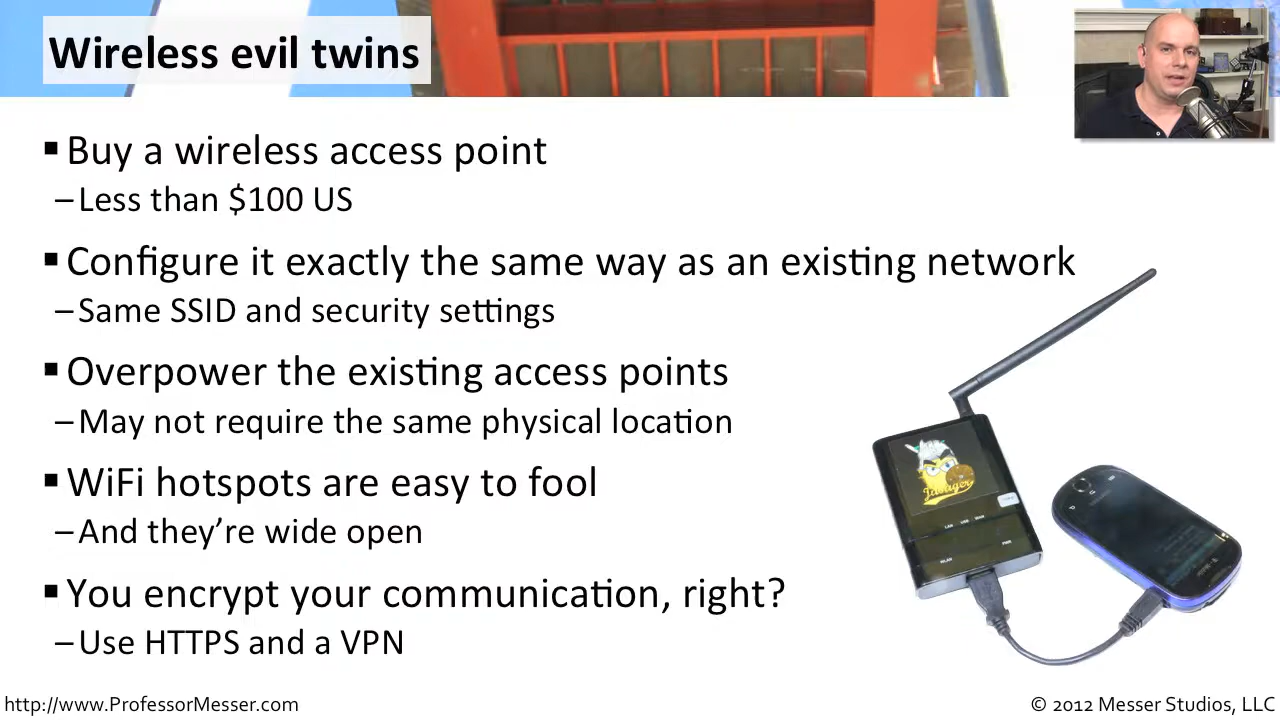 Wireless evil twins
▪ Buy a wireless access point
– Less than $100 US
▪ Configure it exactly the same way as an existing network
– Same SSID and security settings
▪ Overpower the existing access points
– May not require the same physical location
▪ WiFi hotspots are easy to fool
– And they’re wide open
▪ You encrypt your communication, right?
– Use HTTPS and a VPN
Jasager
http://www.ProfessorMesser.com
© 2012 Messer Studios, LLC